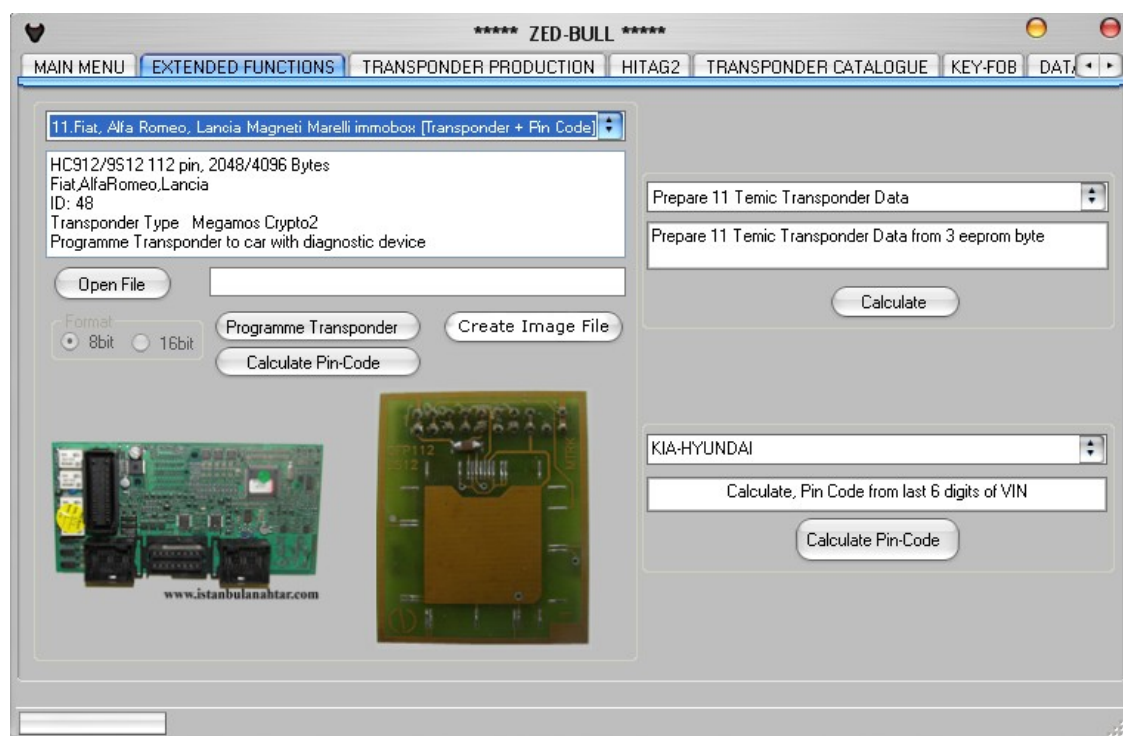 ***** ZED-BULL *****
MAIN MENU EXTENDED FUNCTIONS TRANSPONDER PRODUCTION HITAG2 TRANSPONDER CATALOGUE KEY-FOB DATA
11.Fiat, Alfa Romeo, Lancia Magneti Marelli immobox [Transponder + Pin Code]
HC912/9S12 112 pin, 2048/4096 Bytes
Fiat,AlfaRomeo,Lancia
ID: 48
Transponder Type Megamos Crypto2
Programme Transponder to car with diagnostic device
Open File
Format
8bit 16bit
Programme Transponder
Create Image File
Calculate Pin-Code
www.istanbulanahtar.com
Prepare 11 Temic Transponder Data
Prepare 11 Temic Transponder Data from 3 eeprom byte
Calculate
KIA-HYUNDAI
Calculate, Pin Code from last 6 digits of VIN
Calculate Pin-Code